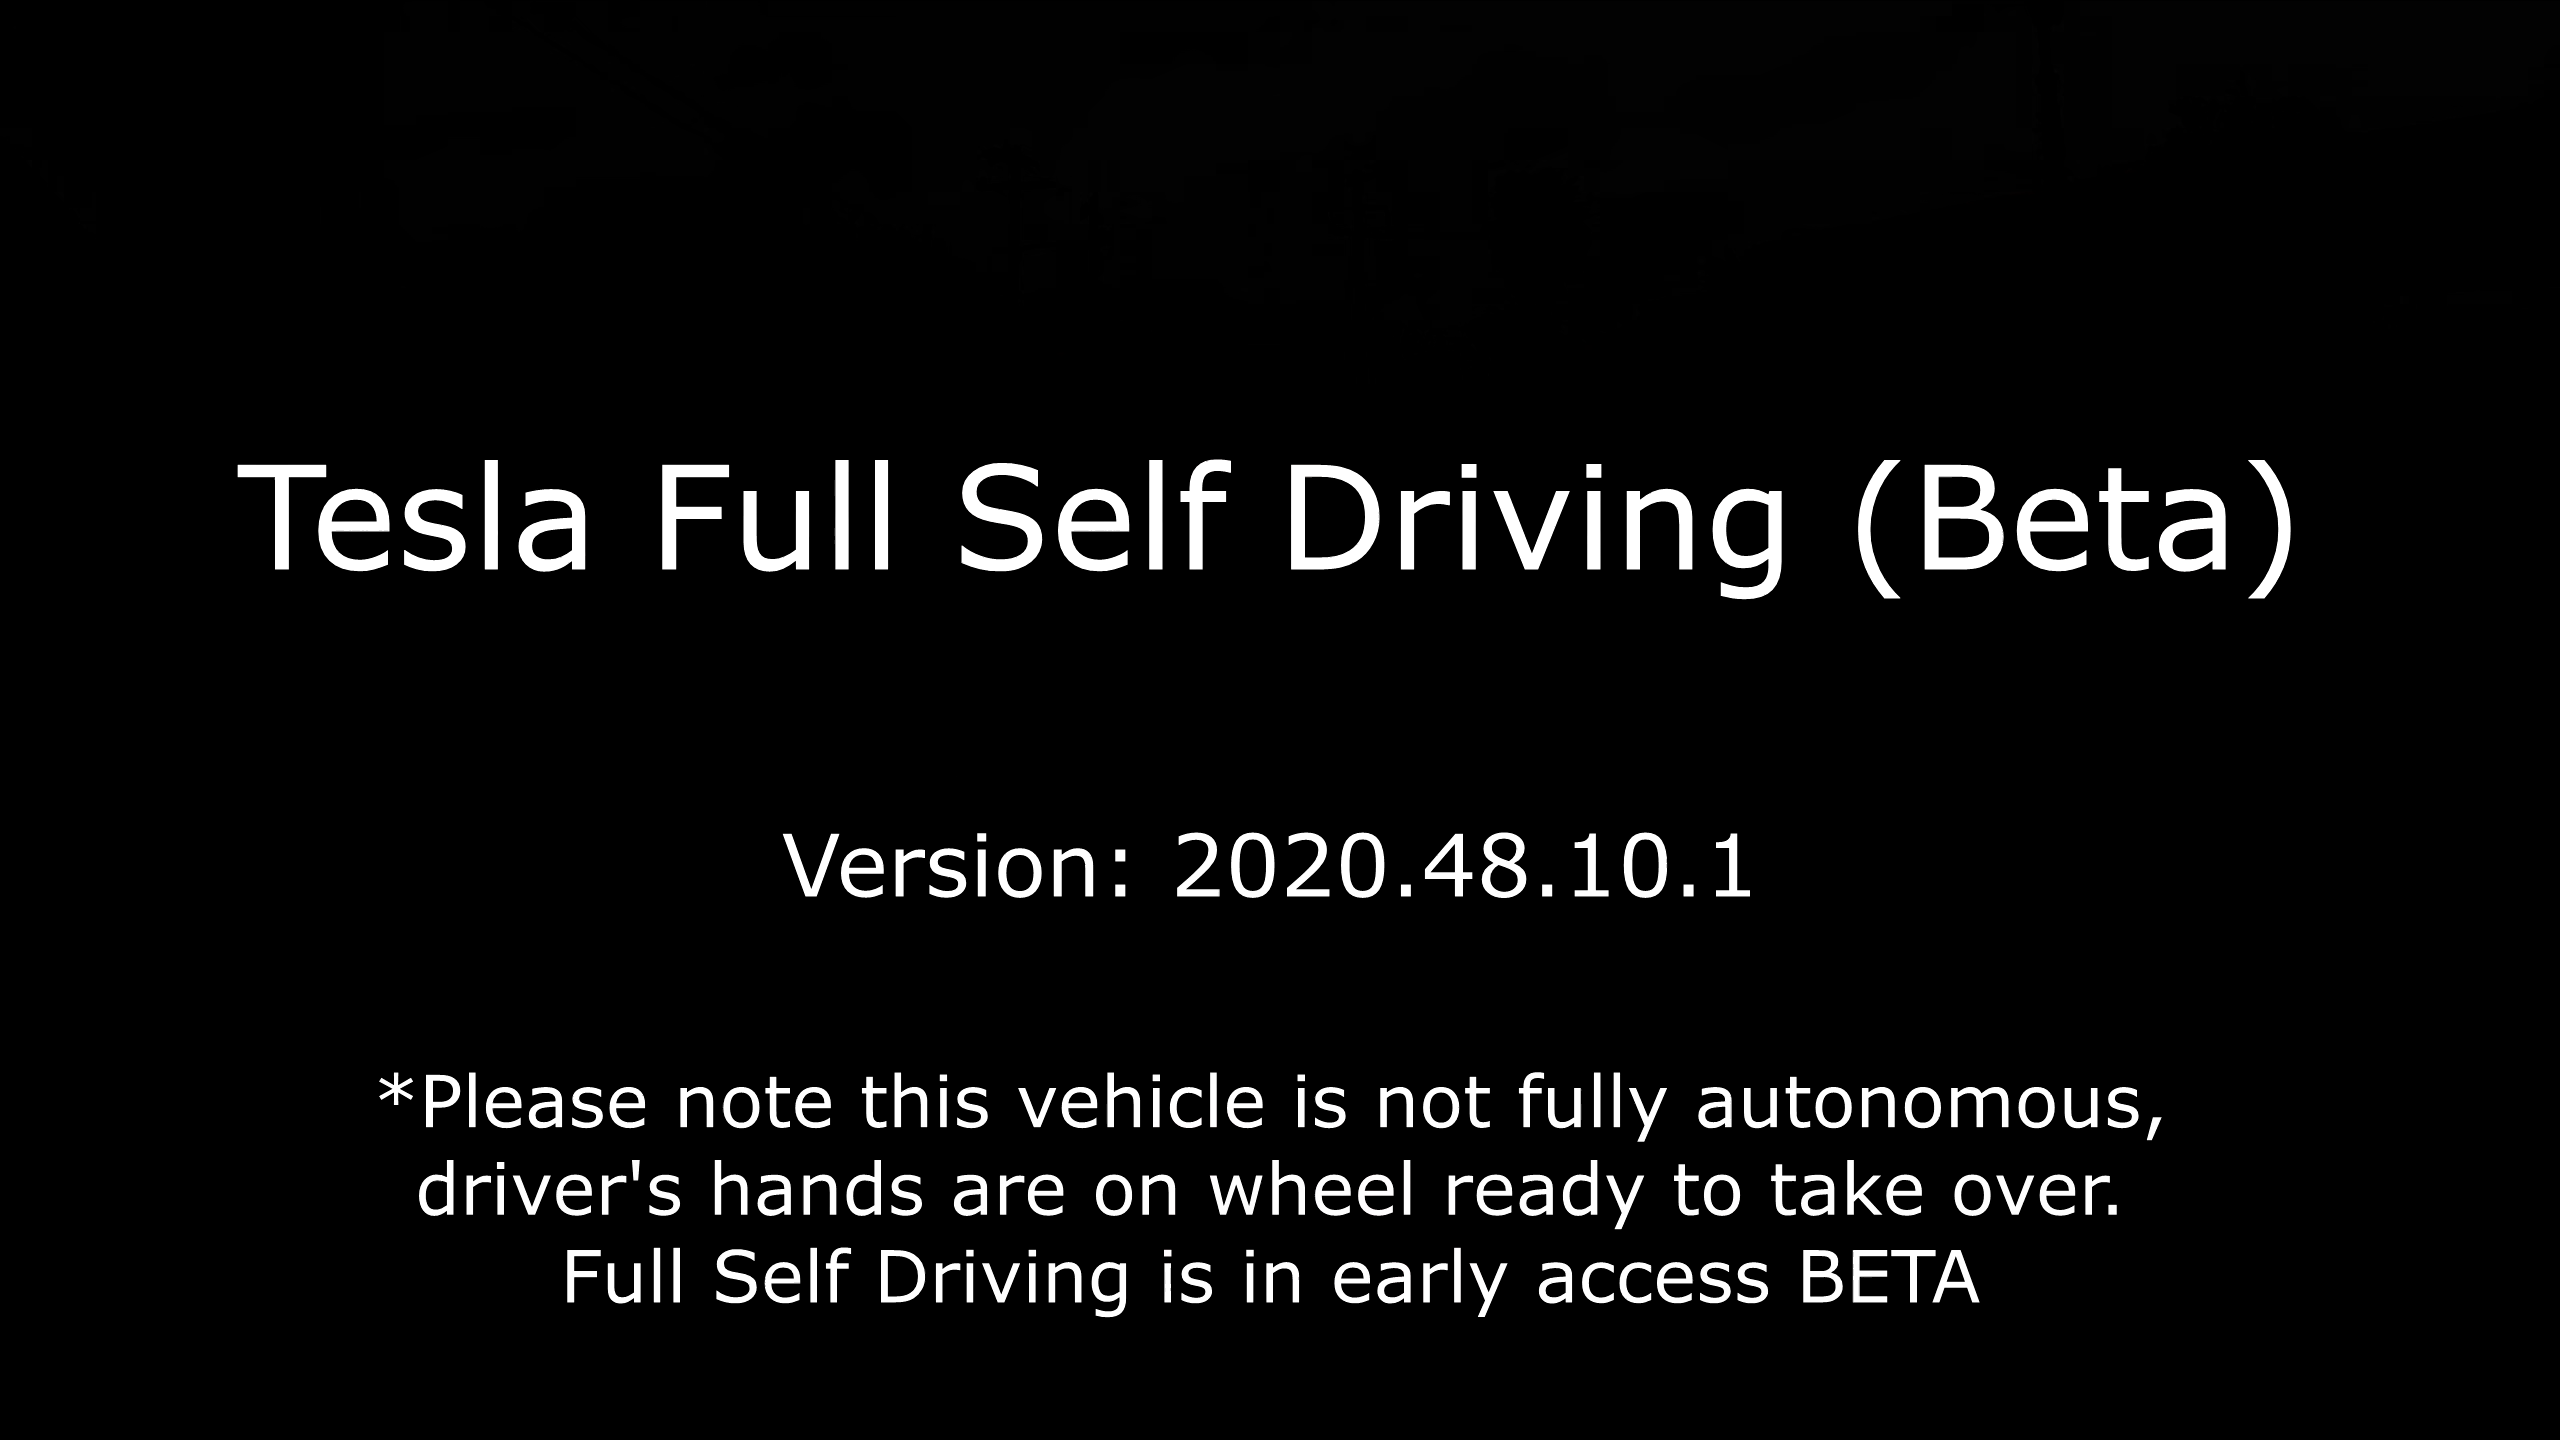 Tesla Full Self Driving (Beta)
Version: 2020.48.10.1
*Please note this vehicle is not fully autonomous,
driver's hands are on wheel ready to take over.
Full Self Driving is in early access BETA